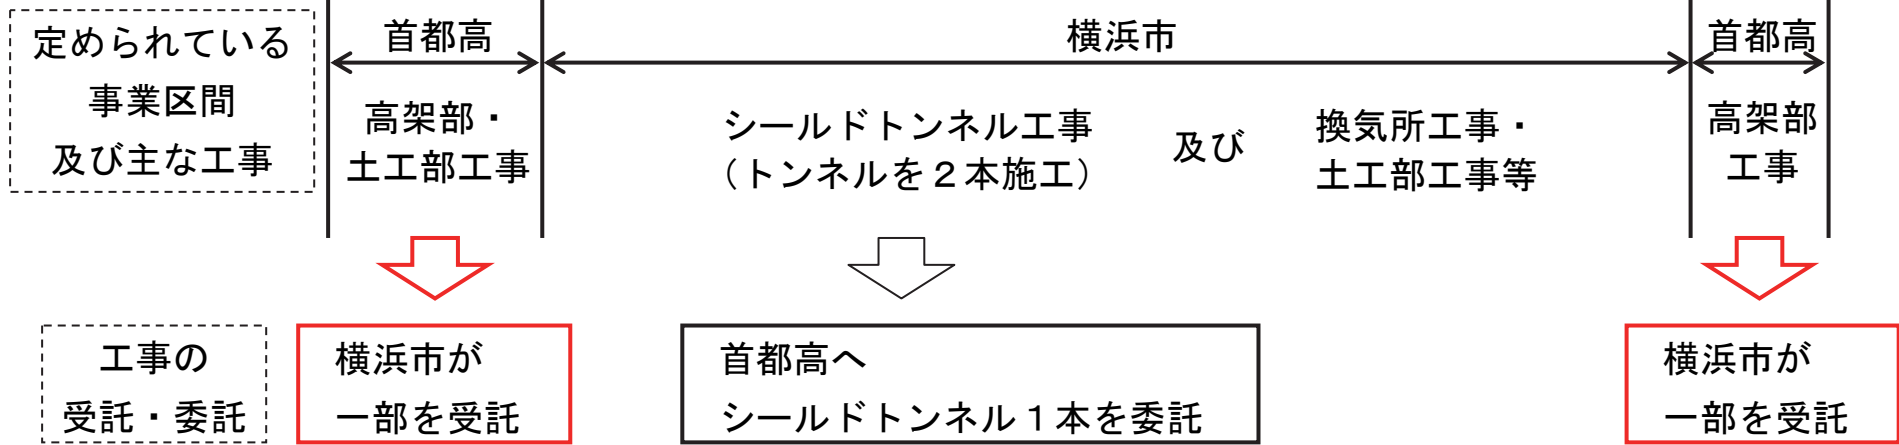 定められている
事業区間
及び主な工事
首都高
高架部・
土工部工事
横浜市
シールドトンネル工事
（トンネルを２本施工）
及び
換気所工事・
土工部工事等
首都高
高架部
工事
工事の
受託・委託
横浜市が
一部を受託
首都高へ
シールドトンネル１本を委託
横浜市が
一部を受託